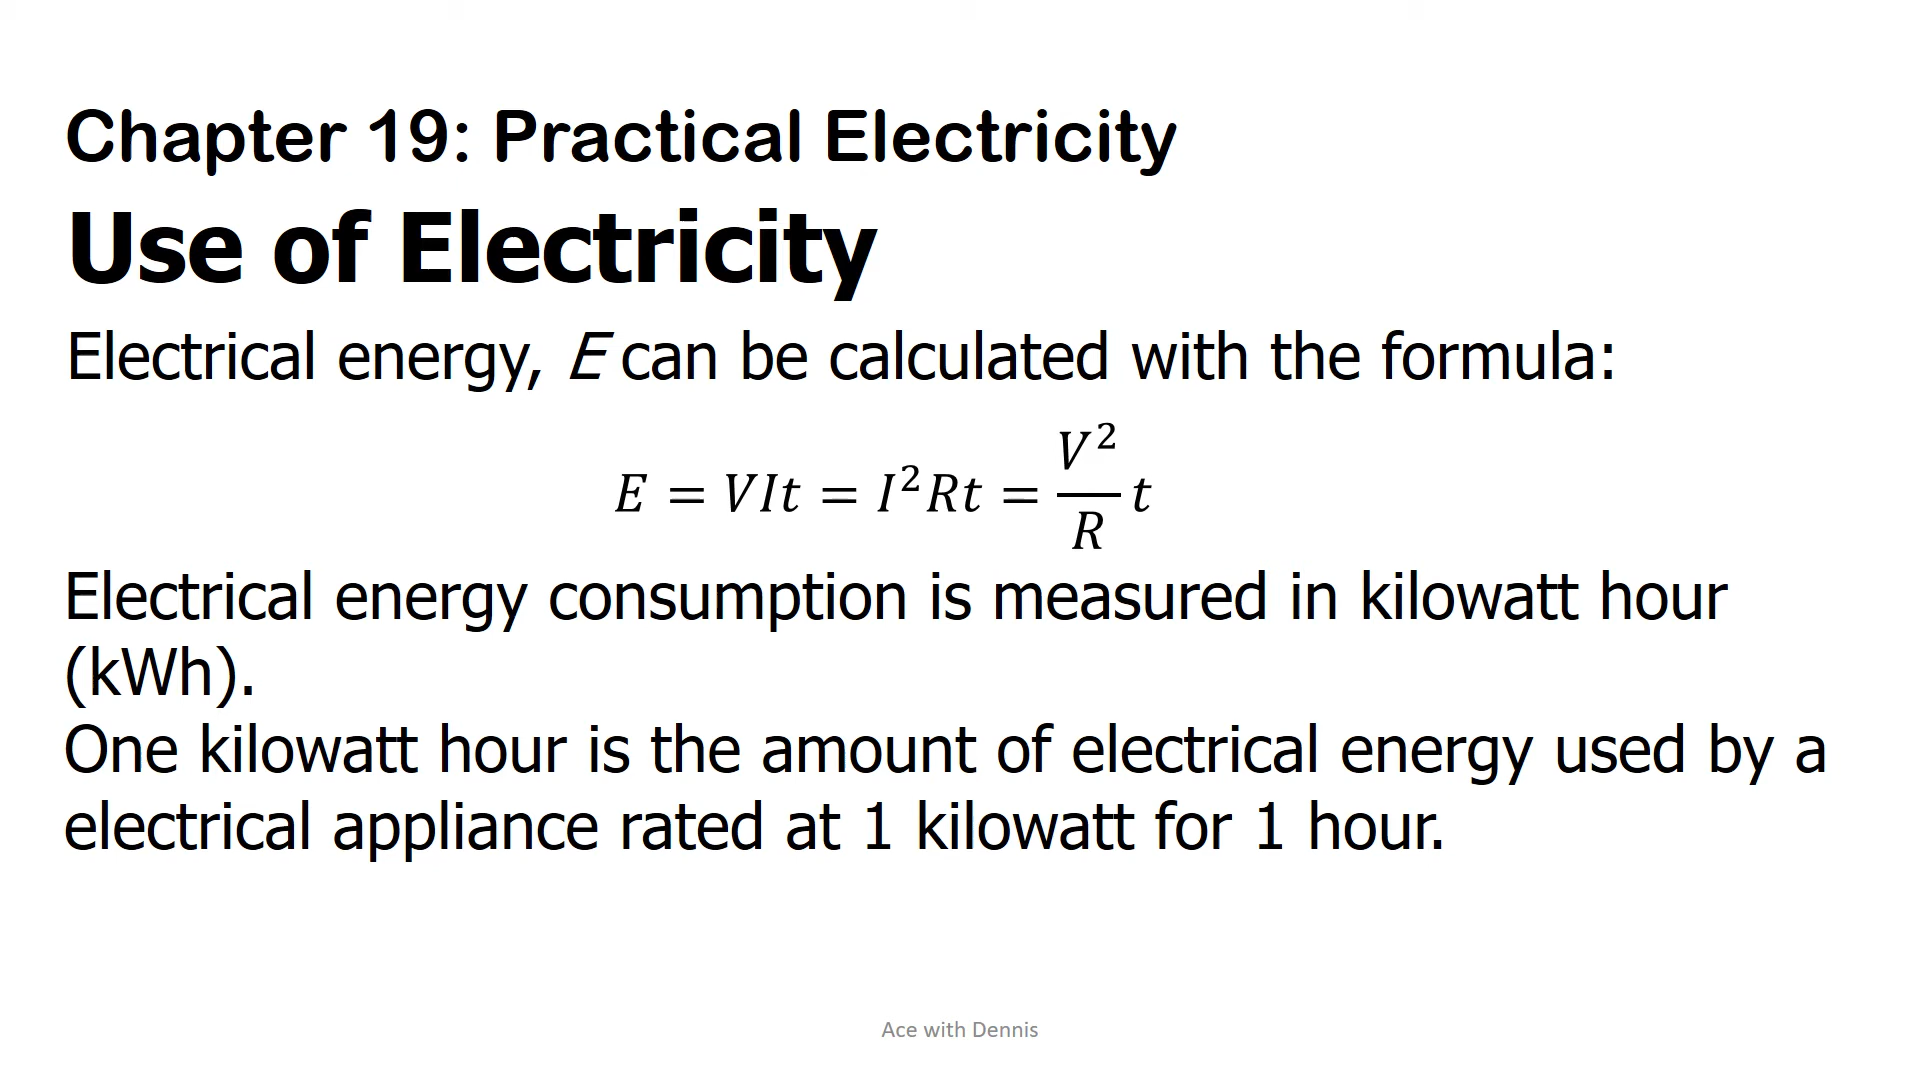 Chapter 19: Practical Electricity
Use of Electricity
Electrical energy, E can be calculated with the formula:
E = VIt = I²Rt = V²/R t
Electrical energy consumption is measured in kilowatt hour
(kWh).
One kilowatt hour is the amount of electrical energy used by a
electrical appliance rated at 1 kilowatt for 1 hour.
Ace with Dennis